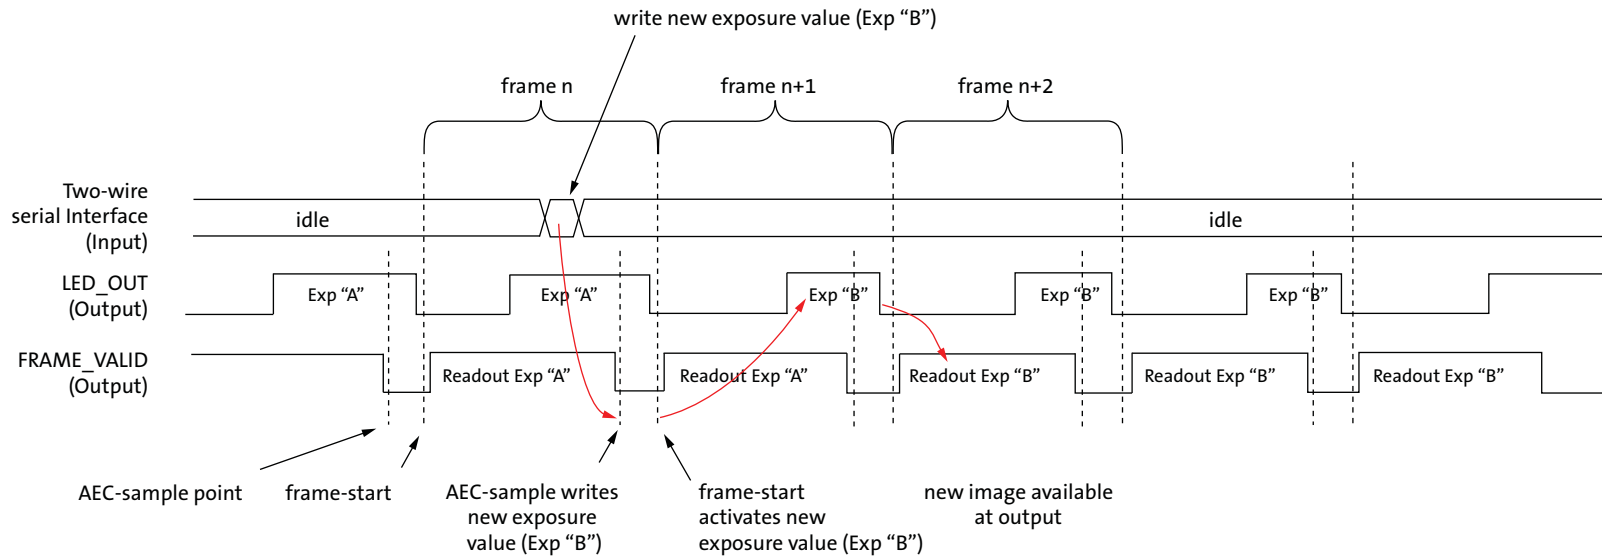 write new exposure value (Exp “B”)
frame n
frame n+1
frame n+2
Two-wire
serial Interface
(Input)
idle
idle
LED_OUT
(Output)
Exp “A”
Exp “A”
Exp “B”
Exp “B”
Exp “B”
FRAME_VALID
(Output)
Readout Exp “A”
Readout Exp “A”
Readout Exp “B”
Readout Exp “B”
Readout Exp “B”
AEC-sample point
frame-start
AEC-sample writes
new exposure
value (Exp “B”)
frame-start
activates new
exposure value (Exp “B”)
new image available
at output